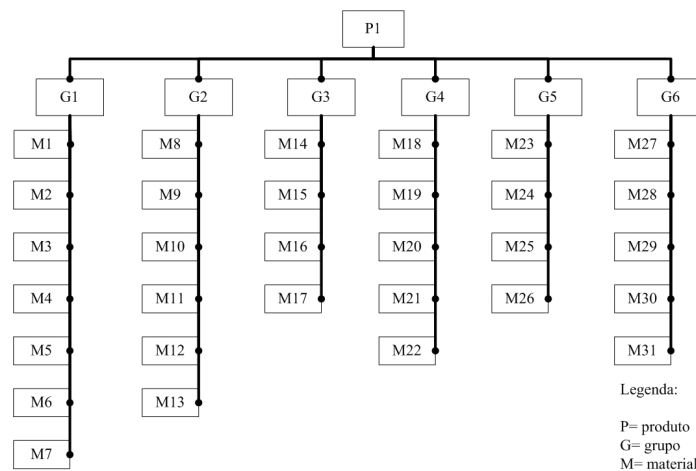 P1
G1 G2 G3 G4 G5 G6
M1 M8 M14 M18 M23 M27
M2 M9 M15 M19 M24 M28
M3 M10 M16 M20 M25 M29
M4 M11 M17 M21 M26 M30
M5 M12 M22 M31
M6 M13
M7
Legenda:
P= produto
G= grupo
M= material